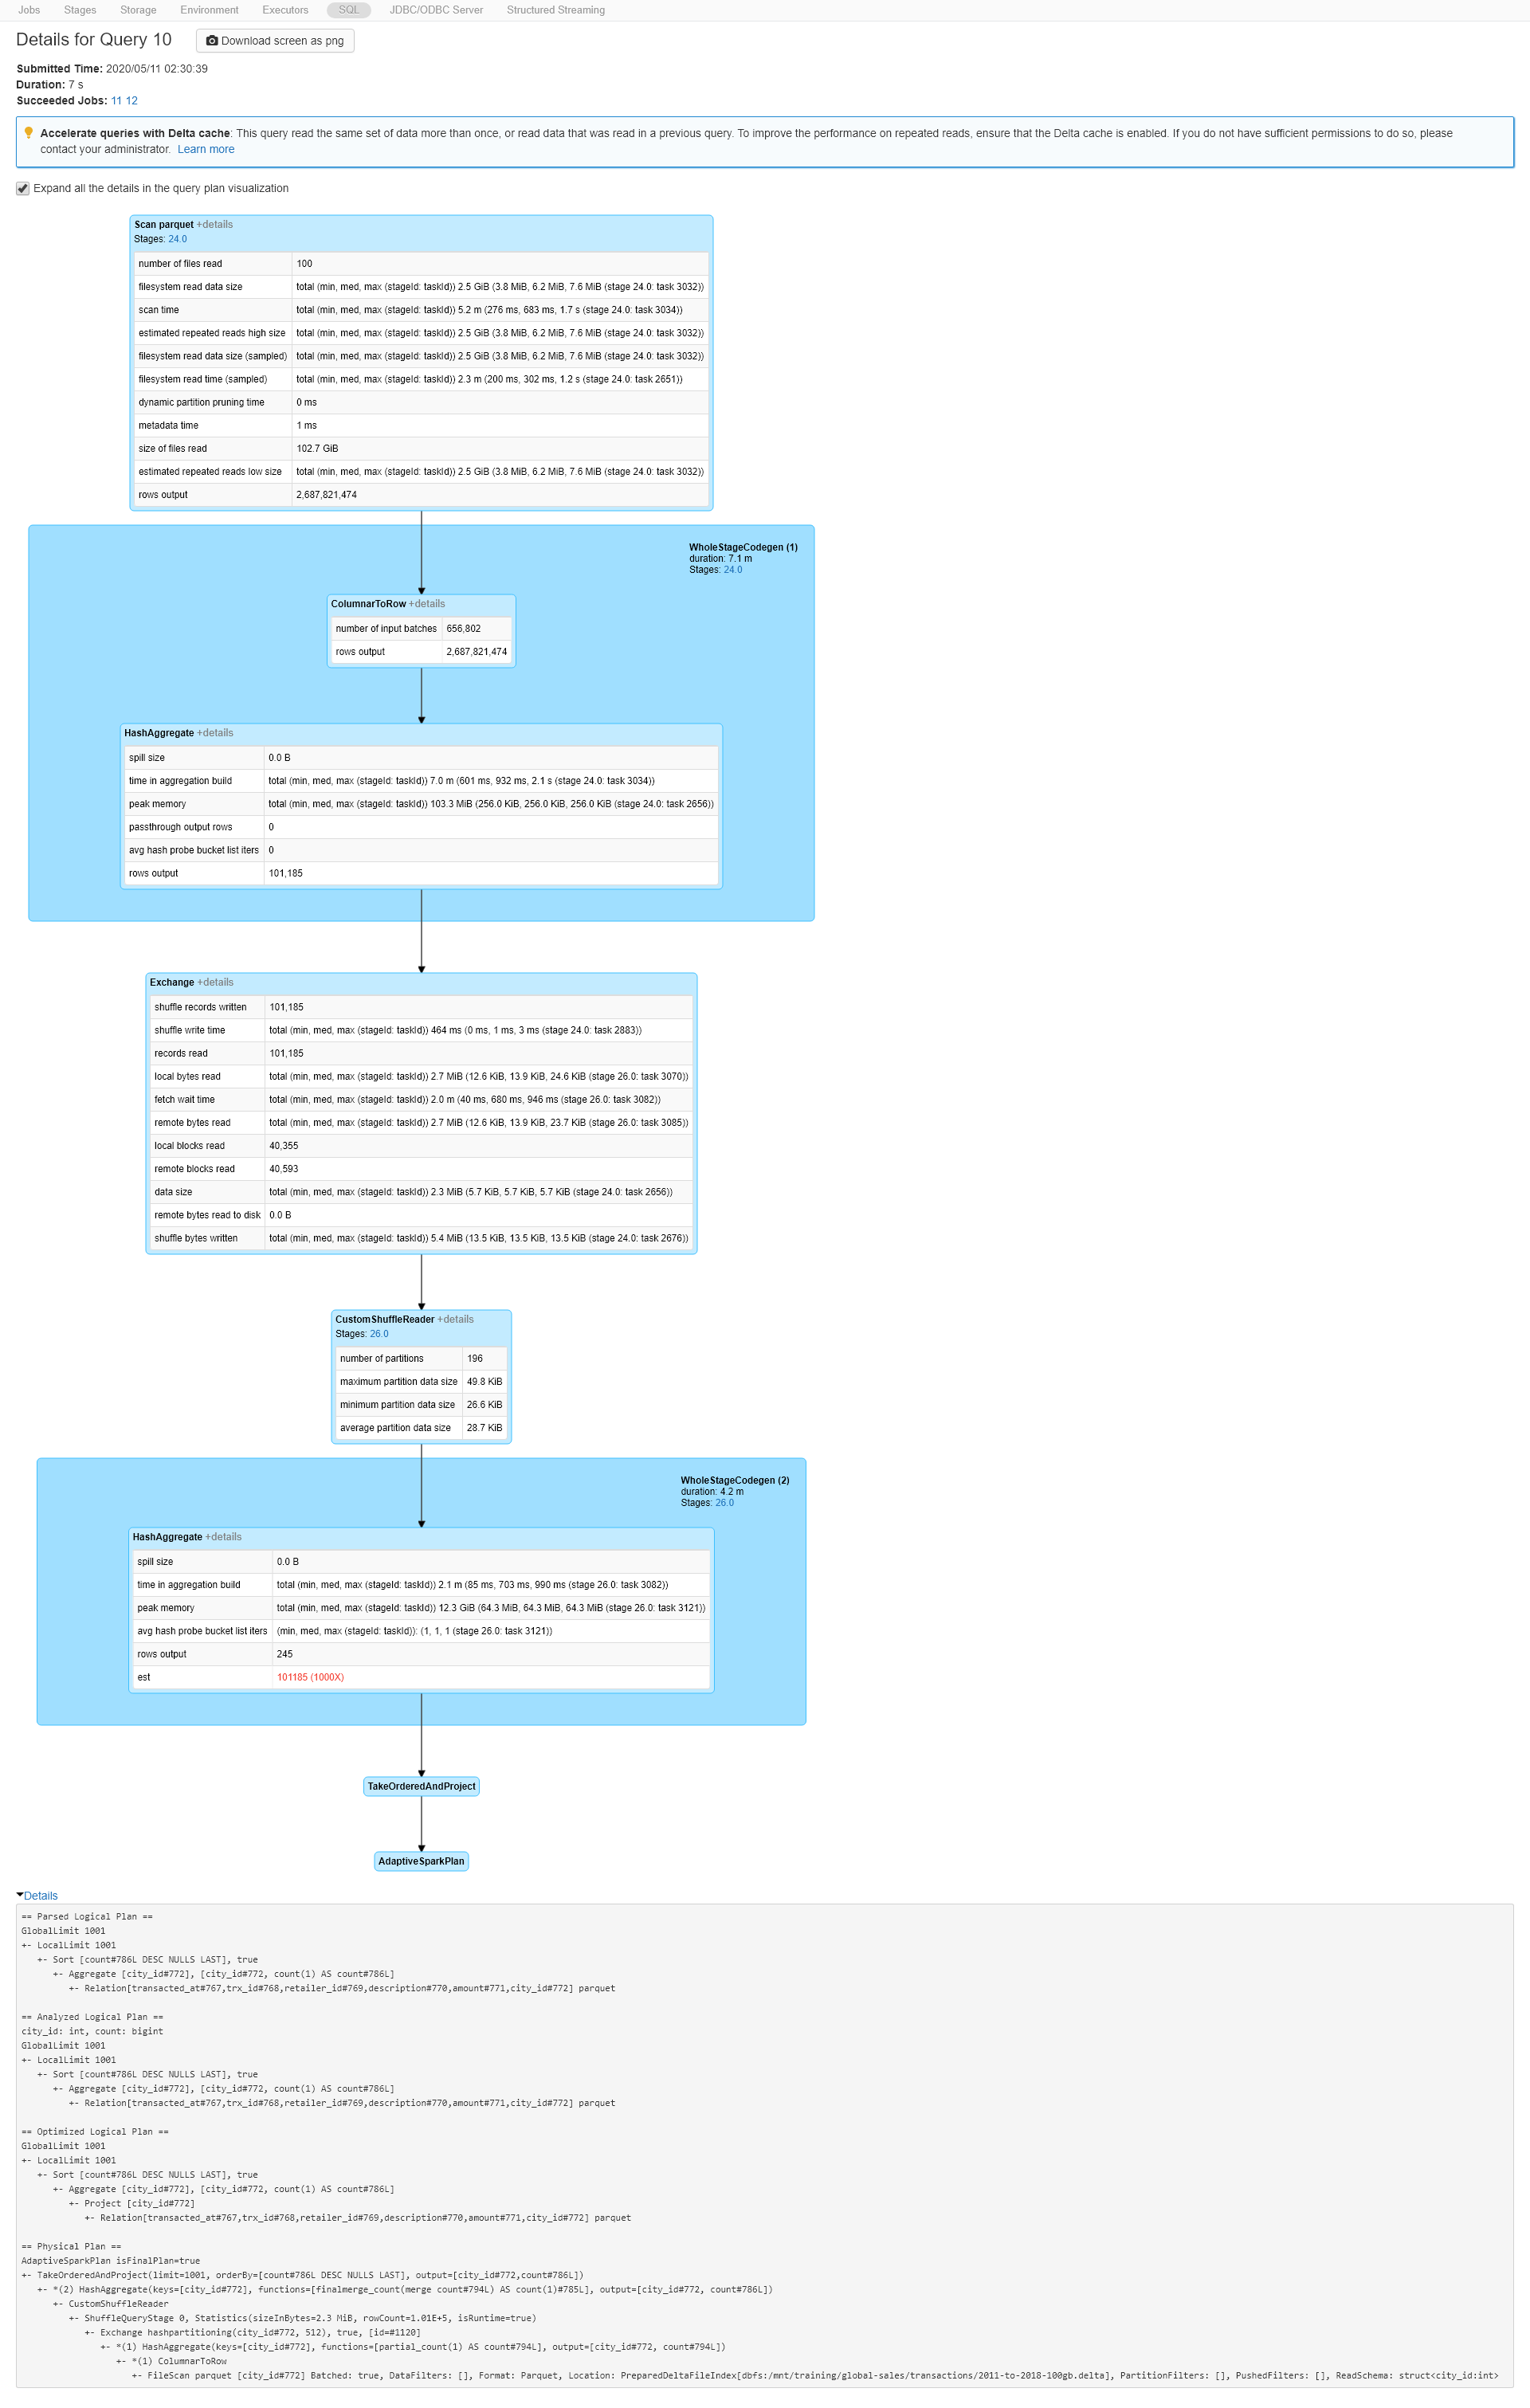 Jobs Stages Storage Environment Executors SQL JDBC/ODBC Server Structured Streaming
Details for Query 10 Download screen as png
Submitted Time: 2020/05/11 02:30:39
Duration: 7 s
Succeeded Jobs: 11 12
Accelerate queries with Delta cache: This query read the same set of data more than once, or read data that was read in a previous query. To improve the performance on repeated reads, ensure that the Delta cache is enabled. If you do not have sufficient permissions to do so, please
contact your administrator. Learn more
Expand all the details in the query plan visualization
Scan parquet +details
Stages: 24.0
number of files read 100
filesystem read data size total (min, med, max (stageId: taskId)) 2.5 GiB (3.8 MiB, 6.2 MiB, 7.6 MiB (stage 24.0: task 3032))
scan time total (min, med, max (stageId: taskId)) 5.2 m (276 ms, 683 ms, 1.7 s (stage 24.0: task 3034))
estimated repeated reads high size total (min, med, max (stageId: taskId)) 2.5 GiB (3.8 MiB, 6.2 MiB, 7.6 MiB (stage 24.0: task 3032))
filesystem read data size (sampled) total (min, med, max (stageId: taskId)) 2.5 GiB (3.8 MiB, 6.2 MiB, 7.6 MiB (stage 24.0: task 3032))
filesystem read time (sampled) total (min, med, max (stageId: taskId)) 2.3 m (200 ms, 302 ms, 1.2 s (stage 24.0: task 2651))
dynamic partition pruning time 0 ms
metadata time 1 ms
size of files read 102.7 GiB
estimated repeated reads low size total (min, med, max (stageId: taskId)) 2.5 GiB (3.8 MiB, 6.2 MiB, 7.6 MiB (stage 24.0: task 3032))
rows output 2,687,821,474
WholeStageCodegen (1)
duration: 7.1 m
Stages: 24.0
ColumnarToRow +details
number of input batches 656,802
rows output 2,687,821,474
HashAggregate +details
spill size 0.0 B
time in aggregation build total (min, med, max (stageId: taskId)) 7.0 m (601 ms, 932 ms, 2.1 s (stage 24.0: task 3034))
peak memory total (min, med, max (stageId: taskId)) 103.3 MiB (256.0 KiB, 256.0 KiB, 256.0 KiB (stage 24.0: task 2656))
passthrough output rows 0
avg hash probe bucket list iters 0
rows output 101,185
Exchange +details
shuffle records written 101,185
shuffle write time total (min, med, max (stageId: taskId)) 464 ms (0 ms, 1 ms, 3 ms (stage 24.0: task 2883))
records read 101,185
local bytes read total (min, med, max (stageId: taskId)) 2.7 MiB (12.6 KiB, 13.9 KiB, 24.6 KiB (stage 26.0: task 3070))
fetch wait time total (min, med, max (stageId: taskId)) 2.0 m (40 ms, 680 ms, 946 ms (stage 26.0: task 3082))
remote bytes read total (min, med, max (stageId: taskId)) 2.7 MiB (12.6 KiB, 13.9 KiB, 23.7 KiB (stage 26.0: task 3085))
local blocks read 40,355
remote blocks read 40,593
data size total (min, med, max (stageId: taskId)) 2.3 MiB (5.7 KiB, 5.7 KiB, 5.7 KiB (stage 24.0: task 2656))
remote bytes read to disk 0.0 B
shuffle bytes written total (min, med, max (stageId: taskId)) 5.4 MiB (13.5 KiB, 13.5 KiB, 13.5 KiB (stage 24.0: task 2676))
CustomShuffleReader +details
Stages: 26.0
number of partitions 196
maximum partition data size 49.8 KiB
minimum partition data size 26.6 KiB
average partition data size 28.7 KiB
WholeStageCodegen (2)
duration: 4.2 m
Stages: 26.0
HashAggregate +details
spill size 0.0 B
time in aggregation build total (min, med, max (stageId: taskId)) 2.1 m (85 ms, 703 ms, 990 ms (stage 26.0: task 3082))
peak memory total (min, med, max (stageId: taskId)) 12.3 GiB (64.3 MiB, 64.3 MiB, 64.3 MiB (stage 26.0: task 3121))
avg hash probe bucket list iters (min, med, max (stageId: taskId)): (1, 1, 1 (stage 26.0: task 3121))
rows output 245
est 101185 (1000X)
TakeOrderedAndProject
AdaptiveSparkPlan
Details
== Parsed Logical Plan ==
GlobalLimit 1001
+- LocalLimit 1001
   +- Sort [count#786L DESC NULLS LAST], true
      +- Aggregate [city_id#772], [city_id#772, count(1) AS count#786L]
         +- Relation[transacted_at#767,trx_id#768,retailer_id#769,description#770,amount#771,city_id#772] parquet
== Analyzed Logical Plan ==
city_id: int, count: bigint
GlobalLimit 1001
+- LocalLimit 1001
   +- Sort [count#786L DESC NULLS LAST], true
      +- Aggregate [city_id#772], [city_id#772, count(1) AS count#786L]
         +- Relation[transacted_at#767,trx_id#768,retailer_id#769,description#770,amount#771,city_id#772] parquet
== Optimized Logical Plan ==
GlobalLimit 1001
+- LocalLimit 1001
   +- Sort [count#786L DESC NULLS LAST], true
      +- Aggregate [city_id#772], [city_id#772, count(1) AS count#786L]
         +- Project [city_id#772]
            +- Relation[transacted_at#767,trx_id#768,retailer_id#769,description#770,amount#771,city_id#772] parquet
== Physical Plan ==
AdaptiveSparkPlan isFinalPlan=true
+- TakeOrderedAndProject(limit=1001, orderBy=[count#786L DESC NULLS LAST], output=[city_id#772,count#786L])
   +- *(2) HashAggregate(keys=[city_id#772], functions=[finalmerge_count(merge count#794L) AS count(1)#785L], output=[city_id#772, count#786L])
      +- CustomShuffleReader
         +- ShuffleQueryStage 0, Statistics(sizeInBytes=2.3 MiB, rowCount=1.01E+5, isRuntime=true)
            +- Exchange hashpartitioning(city_id#772, 512), true, [id=#1120]
               +- *(1) HashAggregate(keys=[city_id#772], functions=[partial_count(1) AS count#794L], output=[city_id#772, count#794L])
                  +- *(1) ColumnarToRow
                     +- FileScan parquet [city_id#772] Batched: true, DataFilters: [], Format: Parquet, Location: PreparedDeltaFileIndex[dbfs:/mnt/training/global-sales/transactions/2011-to-2018-100gb.delta], PartitionFilters: [], PushedFilters: [], ReadSchema: struct<city_id:int>